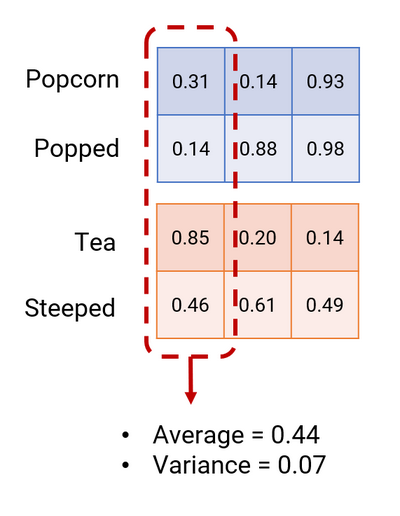 Popcorn 0.31 0.14 0.93
Popped 0.14 0.88 0.98
Tea 0.85 0.20 0.14
Steeped 0.46 0.61 0.49
• Average = 0.44
• Variance = 0.07